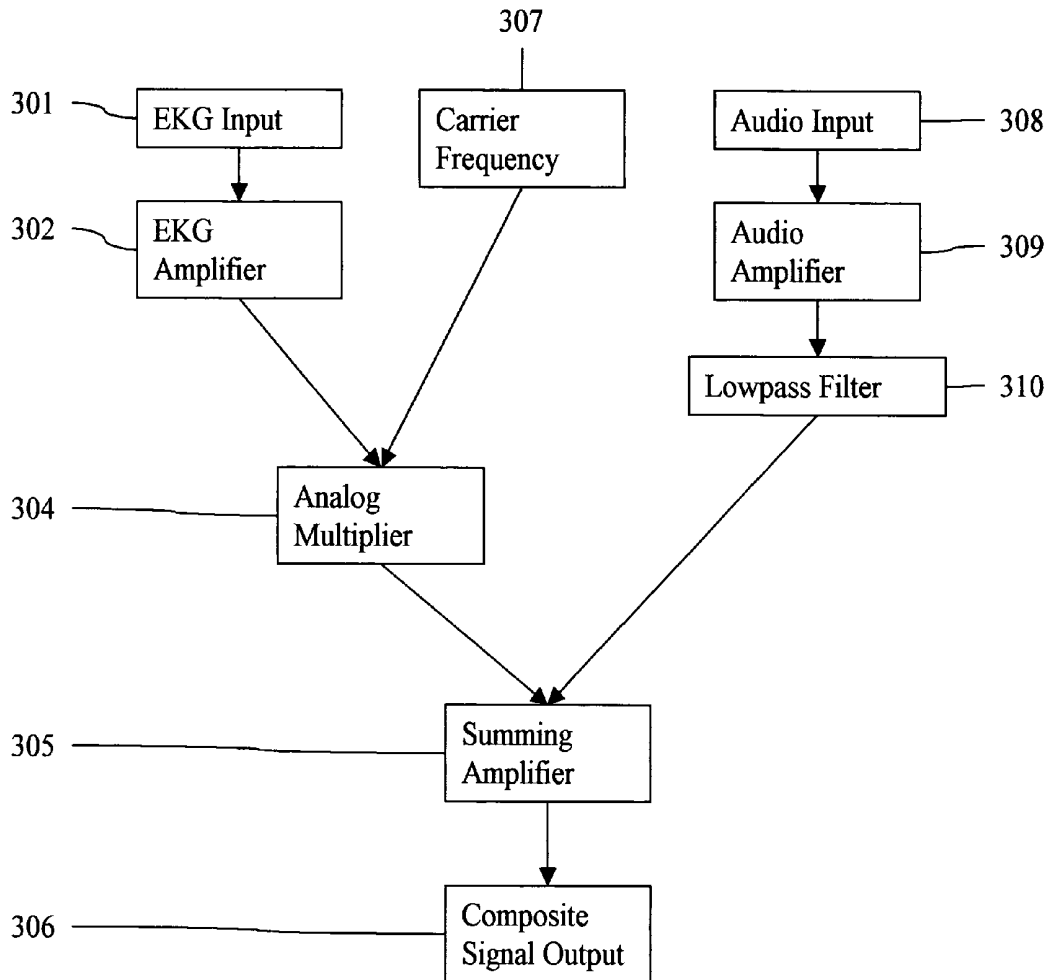 307
301
EKG Input
Carrier
Frequency
Audio Input
308
302
EKG
Amplifier
Audio
Amplifier
309
Lowpass Filter
310
304
Analog
Multiplier
305
Summing
Amplifier
306
Composite
Signal Output